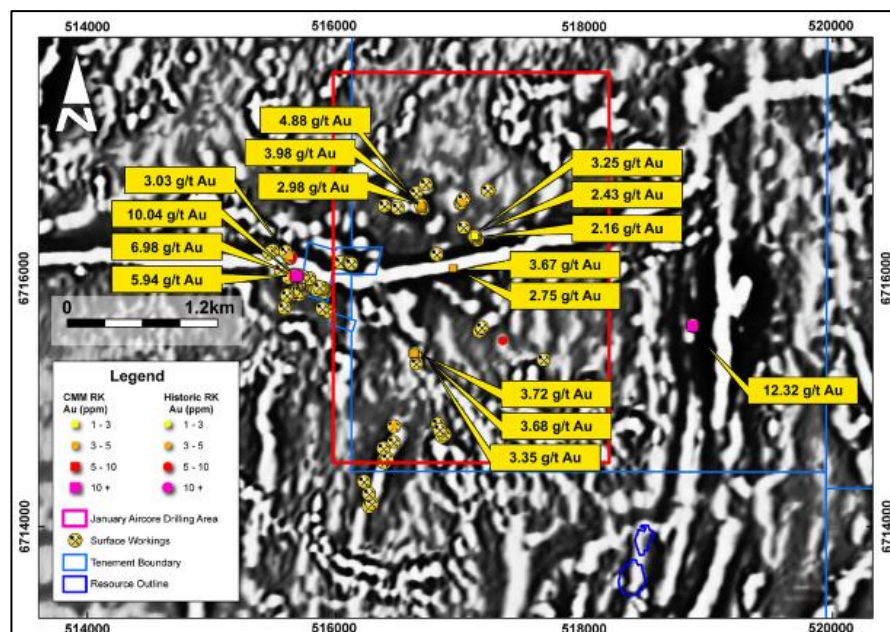 514000
516000
518000
520000
N
4.88 g/t Au
3.98 g/t Au
2.98 g/t Au
3.03 g/t Au
10.04 g/t Au
6.98 g/t Au
5.94 g/t Au
3.25 g/t Au
2.43 g/t Au
2.16 g/t Au
3.67 g/t Au
2.75 g/t Au
3.72 g/t Au
3.68 g/t Au
3.35 g/t Au
12.32 g/t Au
6716000
6716000
0
1.2km
Legend
CMM RK
Au (ppm)
Historic RK
Au (ppm)
1 - 3
1 - 3
3 - 5
3 - 5
5 - 10
5 - 10
10 +
10 +
January Aircore Drilling Area
Surface Workings
Tenement Boundary
Resource Outline
6714000
6714000
514000
516000
518000
520000